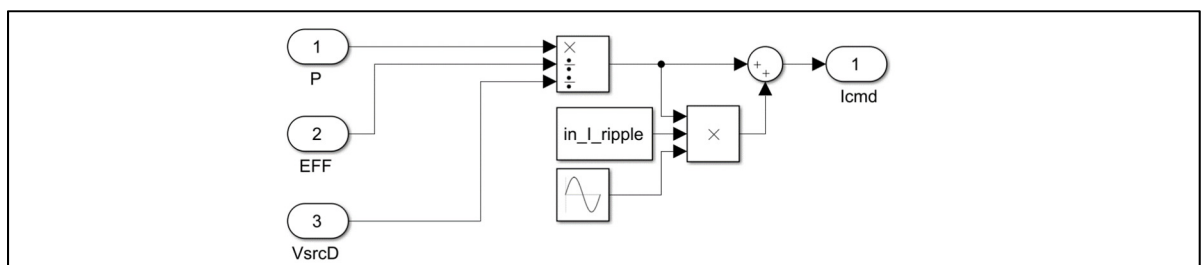 1
P
2
EFF
3
VsrcD
×
÷
÷
in_I_ripple
×
+
+
1
Icmd